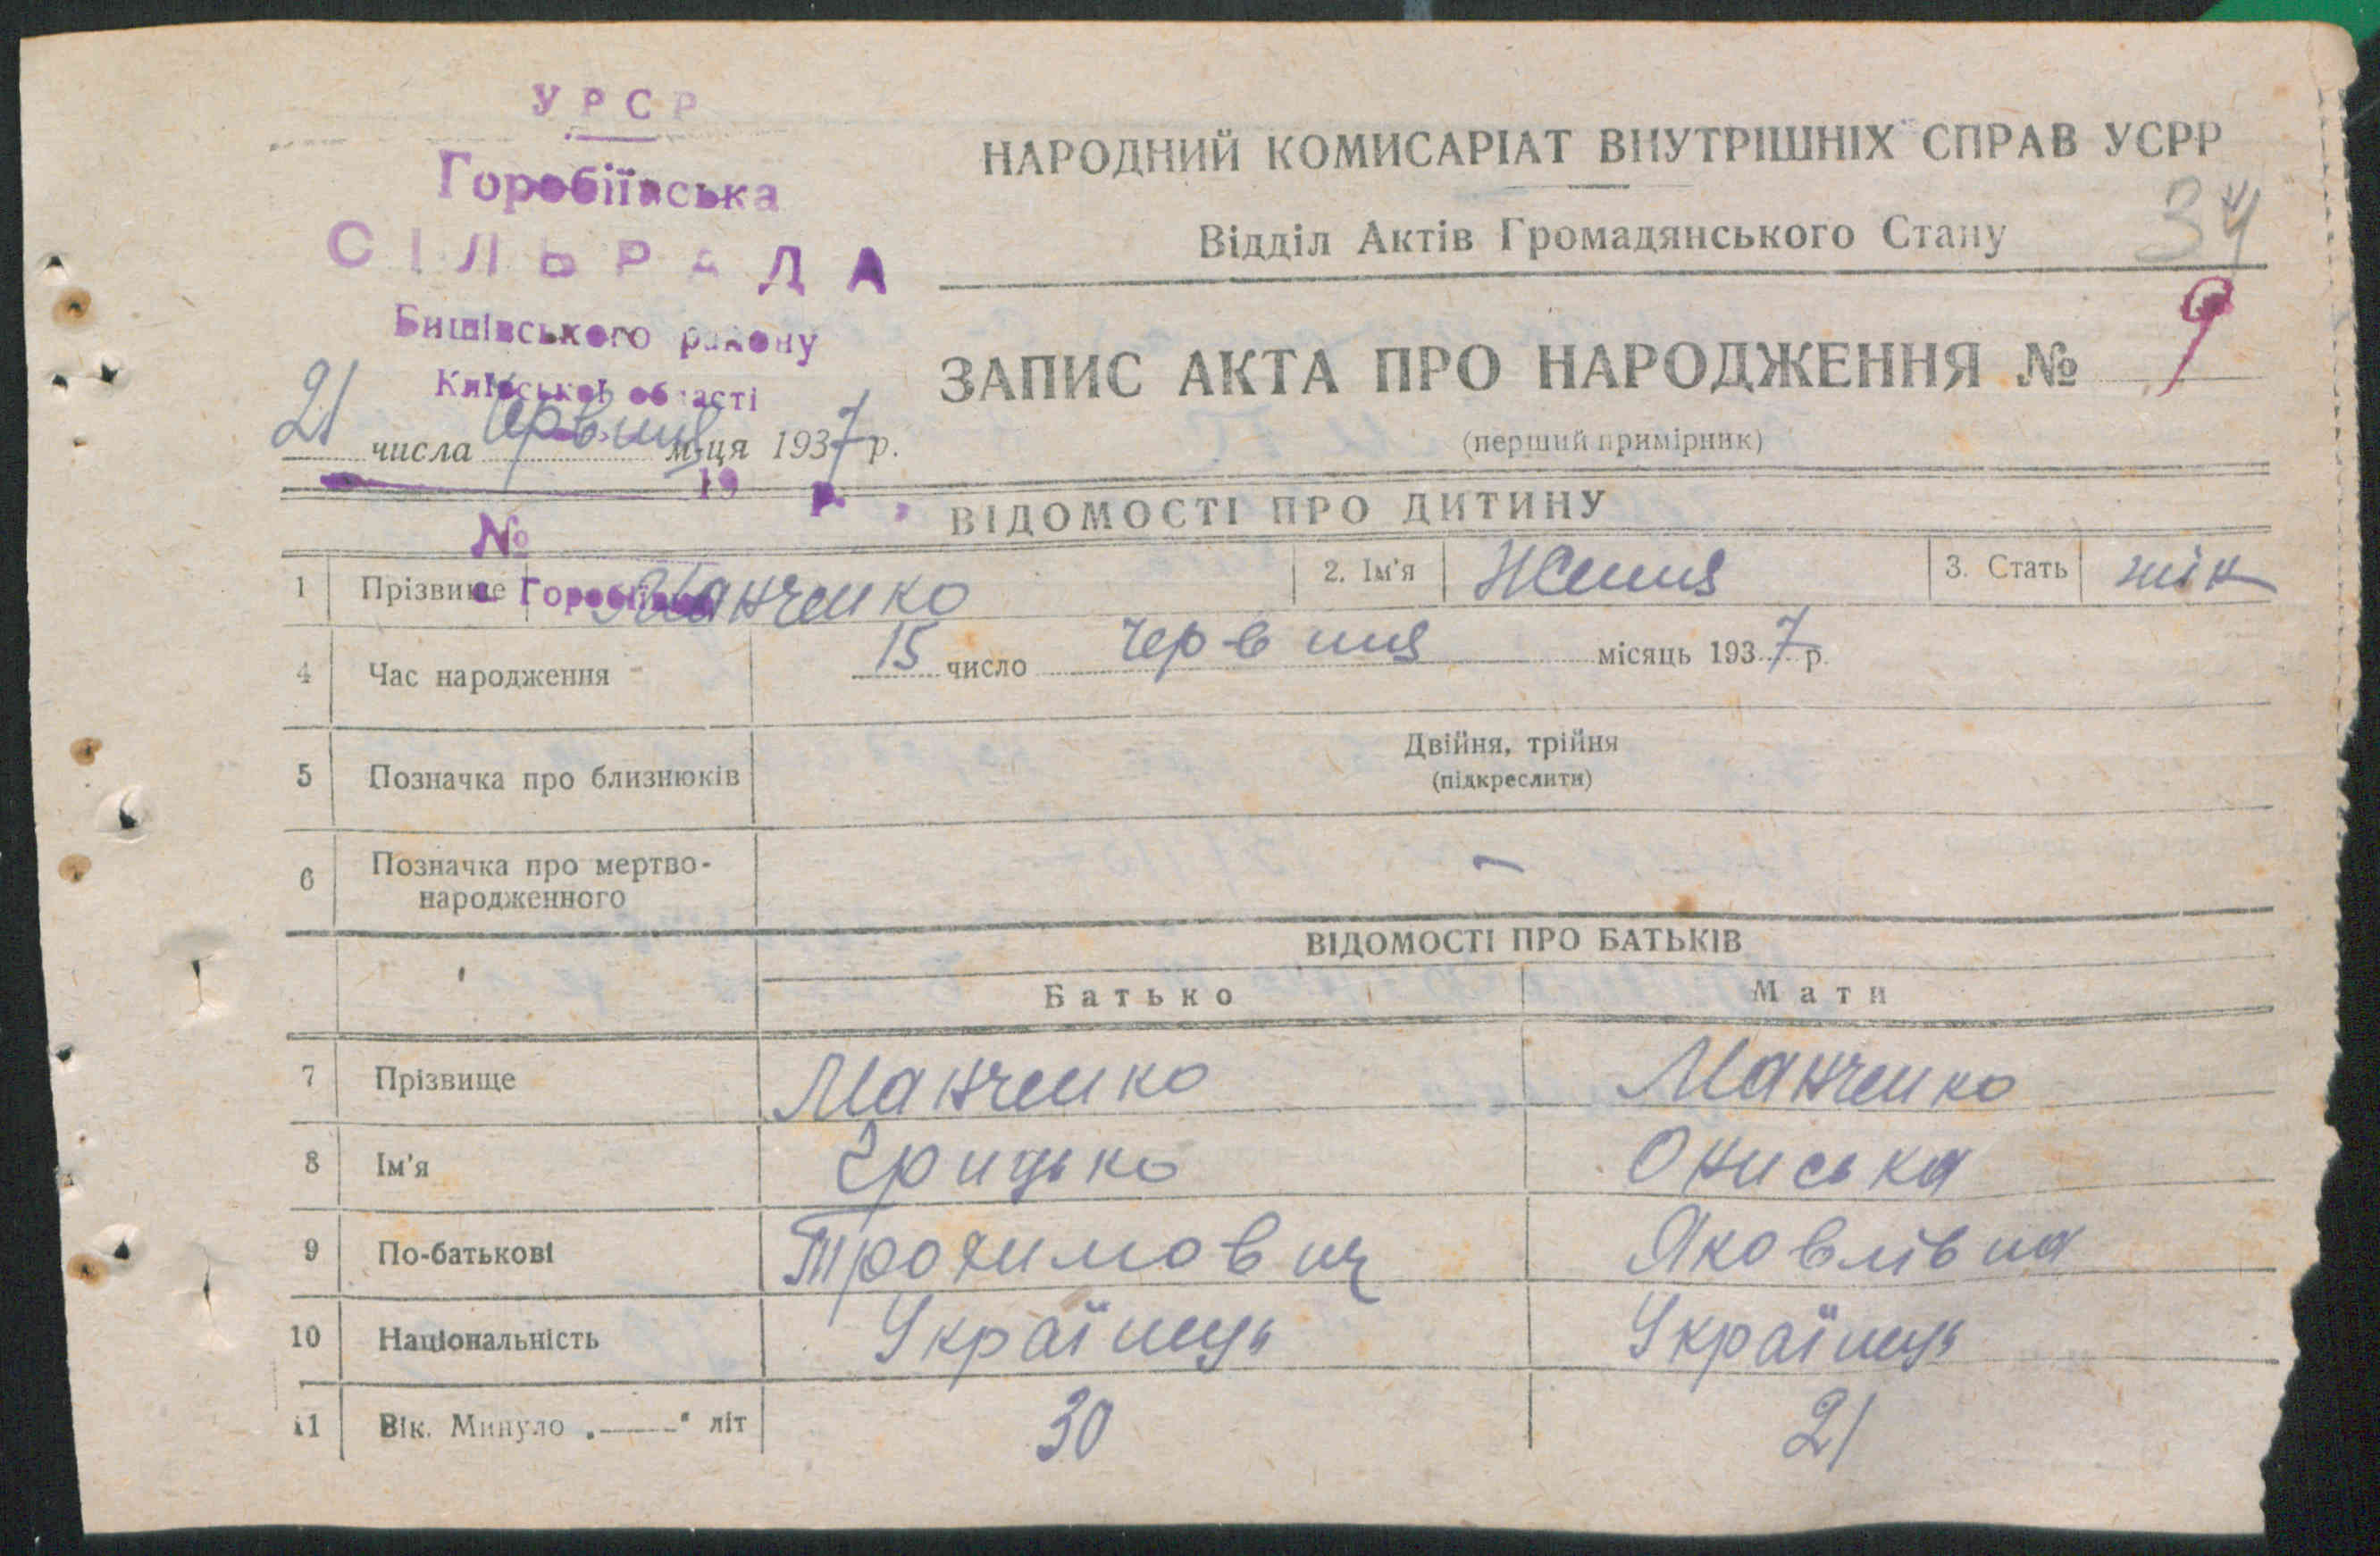 УРСР
Горобіївська
СІЛЬРАДА
Бишівського району
Київської області
21 числа червня м-ця 1937 р.
19 р.
№
с Горобіївка
НАРОДНИЙ КОМИСАРІАТ ВНУТРІШНІХ СПРАВ УСРР
34
Відділ Актів Громадянського Стану
ЗАПИС АКТА ПРО НАРОДЖЕННЯ № 9
(перший примірник)
ВІДОМОСТІ ПРО ДИТИНУ
1 Прізвище Манченко 2. Ім'я Женя 3. Стать жін
4 Час народження 15 число червня місяць 1937 р.
5 Позначка про близнюків Двійня, трійня
(підкреслити)
6 Позначка про мертво-
народженного -
ВІДОМОСТІ ПРО БАТЬКІВ
Батько Мати
7 Прізвище Манченко Манченко
8 Ім'я Грицько Ониська
9 По-батькові Трохимович Яковлівна
10 Національність Українець Українець
11 Вік. Минуло „——“ літ 30 21